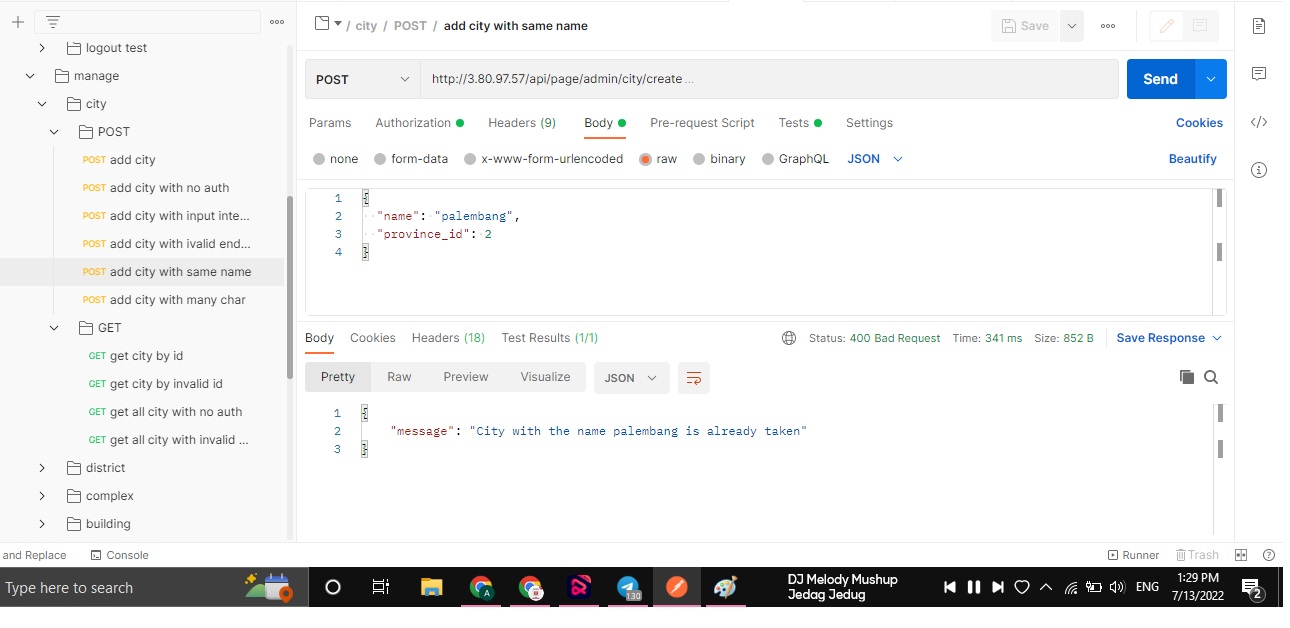 / city / POST / add city with same name
Save
logout test
manage
city
POST
POST add city
POST add city with no auth
POST add city with input inte...
POST add city with ivalid end...
POST add city with same name
POST add city with many char
GET
GET get city by id
GET get city by invalid id
GET get all city with no auth
GET get all city with invalid ...
district
complex
building
POST
http://3.80.97.57/api/page/admin/city/create ...
Send
Params Authorization Headers (9) Body Pre-request Script Tests Settings Cookies
none form-data x-www-form-urlencoded raw binary GraphQL JSON Beautify
1 {
2 "name": "palembang",
3 "province_id": 2
4 }
Body Cookies Headers (18) Test Results (1/1) Status: 400 Bad Request Time: 341 ms Size: 852 B Save Response
Pretty Raw Preview Visualize JSON
1 {
2 "message": "City with the name palembang is already taken"
3 }
and Replace Console Runner Trash
Type here to search
A
130
DJ Melody Mushup
Jedag Jedug
ENG
1:29 PM
7/13/2022
2